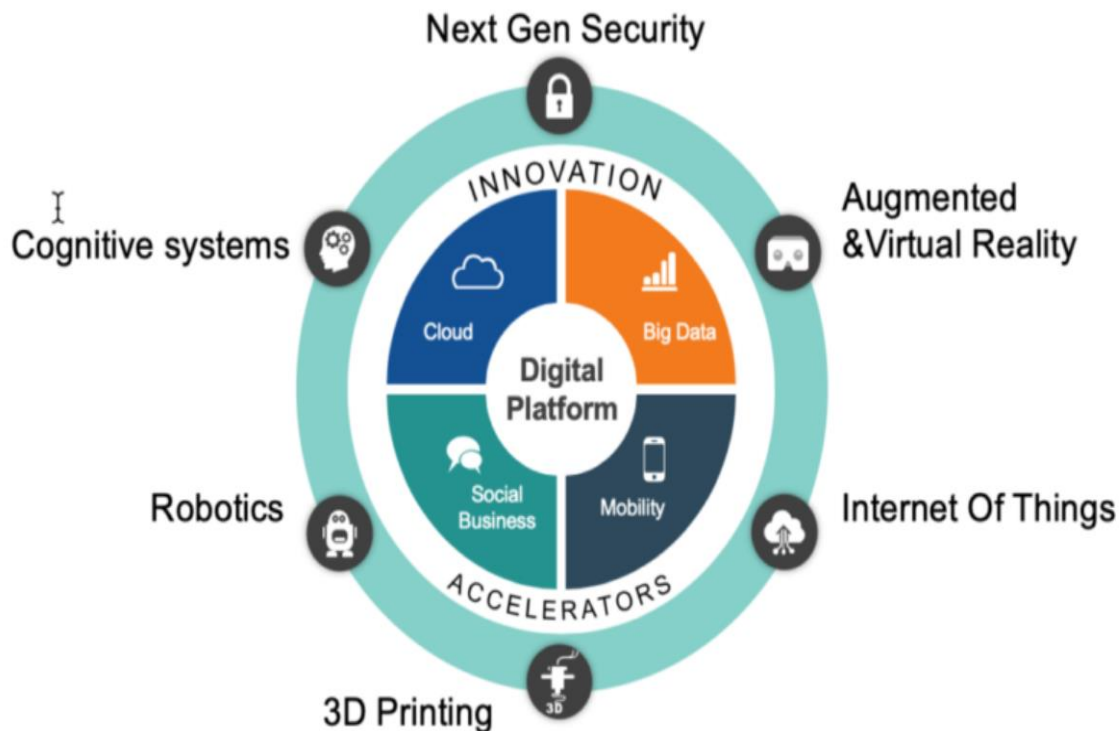 Next Gen Security
INNOVATION
Augmented
&Virtual Reality
Cognitive systems
Cloud
Big Data
Digital
Platform
Social
Business
Mobility
Robotics
Internet Of Things
ACCELERATORS
3D
3D Printing